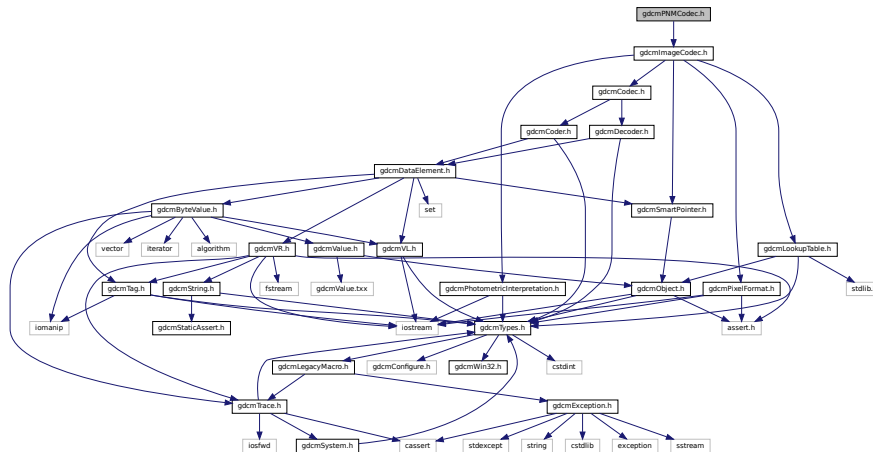 gdcmPNMCodec.h
gdcmImageCodec.h
gdcmCodec.h
gdcmCoder.h
gdcmDecoder.h
gdcmDataElement.h
gdcmByteValue.h
set
gdcmSmartPointer.h
vector
iterator
algorithm
gdcmVR.h
gdcmValue.h
gdcmVL.h
gdcmLookupTable.h
gdcmTag.h
gdcmString.h
fstream
gdcmValue.txx
gdcmPhotometricInterpretation.h
gdcmObject.h
gdcmPixelFormat.h
stdlib.
iomanip
gdcmStaticAssert.h
iostream
gdcmTypes.h
assert.h
gdcmLegacyMacro.h
gdcmConfigure.h
gdcmWin32.h
cstdint
gdcmTrace.h
gdcmException.h
iosfwd
gdcmSystem.h
cassert
stdexcept
string
cstdlib
exception
sstream